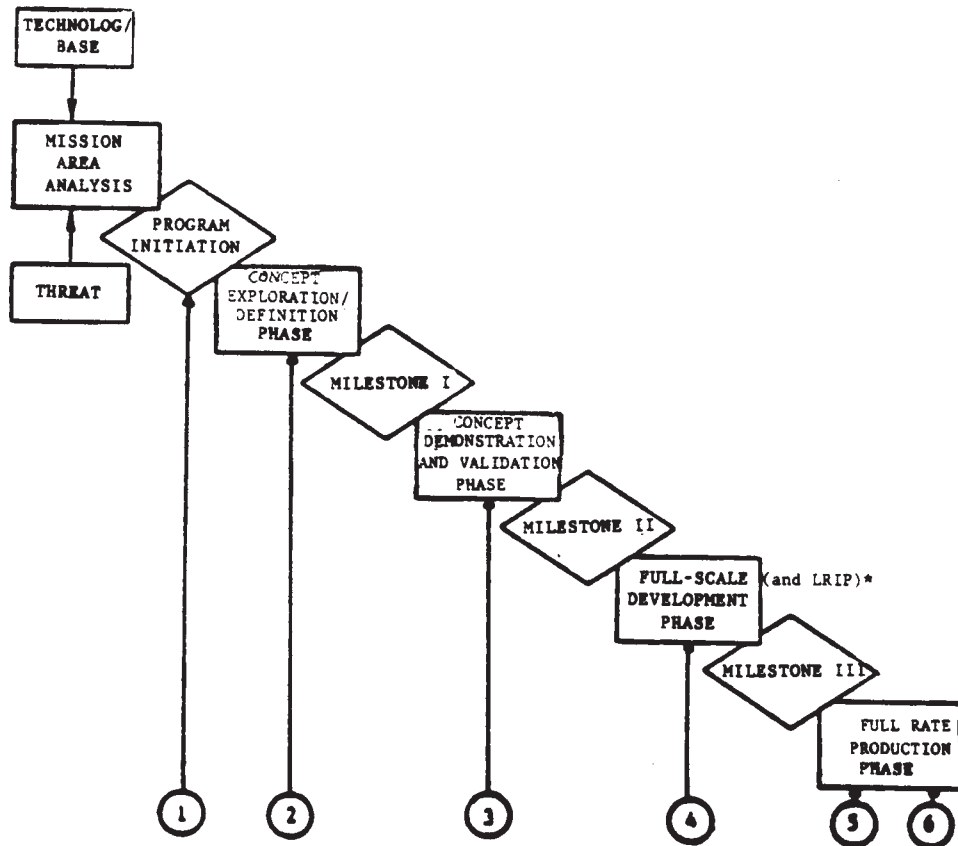 TECHNOLOG/
BASE
MISSION
AREA
ANALYSIS
PROGRAM
INITIATION
THREAT
CONCEPT
EXPLORATION/
DEFINITION
PHASE
MILESTONE I
CONCEPT
DEMONSTRATION
AND VALIDATION
PHASE
MILESTONE II
FULL-SCALE (and LRIP)*
DEVELOPMENT
PHASE
MILESTONE III
FULL RATE
PRODUCTION
PHASE
1 2 3 4 5 6